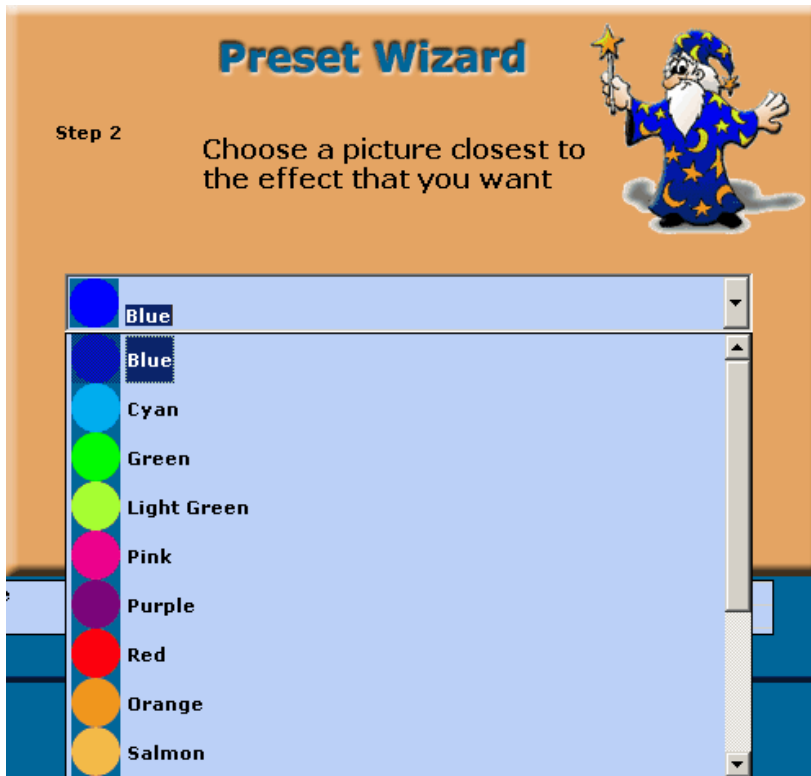 Preset Wizard
Step 2
Choose a picture closest to
the effect that you want
Blue
Blue
Cyan
Green
Light Green
Pink
Purple
Red
Orange
Salmon